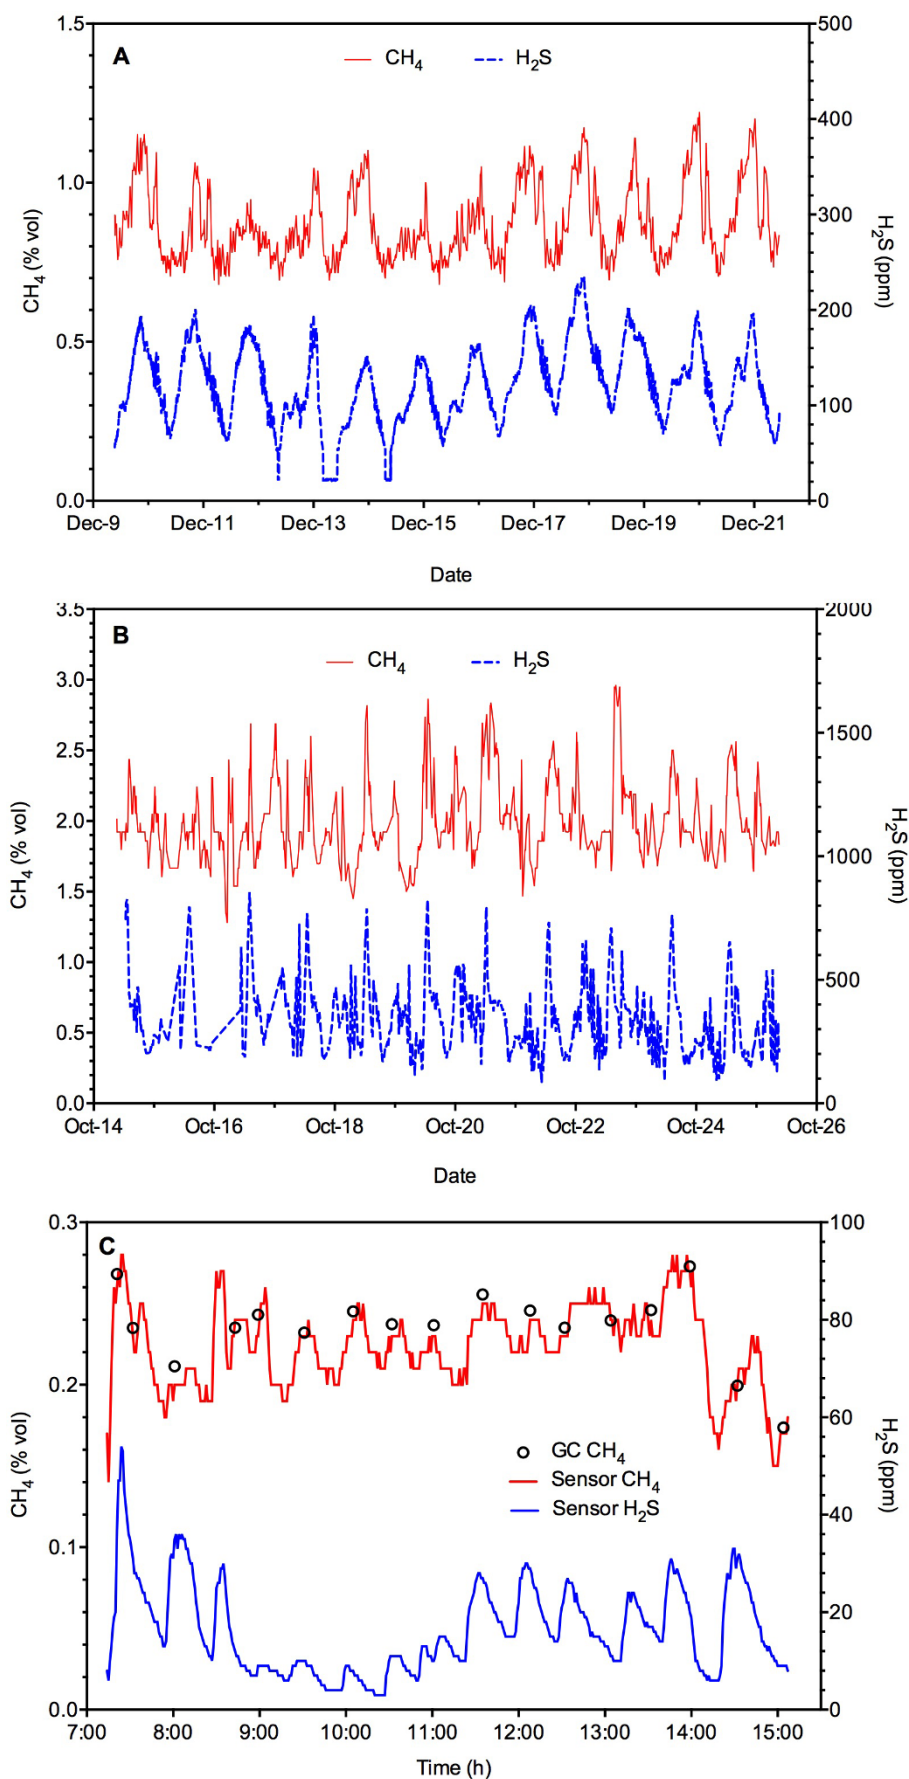 A
CH4
H2S
1.5
1.0
0.5
0.0
500
400
300
200
100
0
CH4 (% vol)
H2S (ppm)
Dec-9 Dec-11 Dec-13 Dec-15 Dec-17 Dec-19 Dec-21
Date
B
CH4
H2S
3.5
3.0
2.5
2.0
1.5
1.0
0.5
0.0
2000
1500
1000
500
0
CH4 (% vol)
H2S (ppm)
Oct-14 Oct-16 Oct-18 Oct-20 Oct-22 Oct-24 Oct-26
Date
C
0.3
0.2
0.1
0.0
100
80
60
40
20
0
CH4 (% vol)
H2S (ppm)
GC CH4
Sensor CH4
Sensor H2S
7:00 8:00 9:00 10:00 11:00 12:00 13:00 14:00 15:00
Time (h)